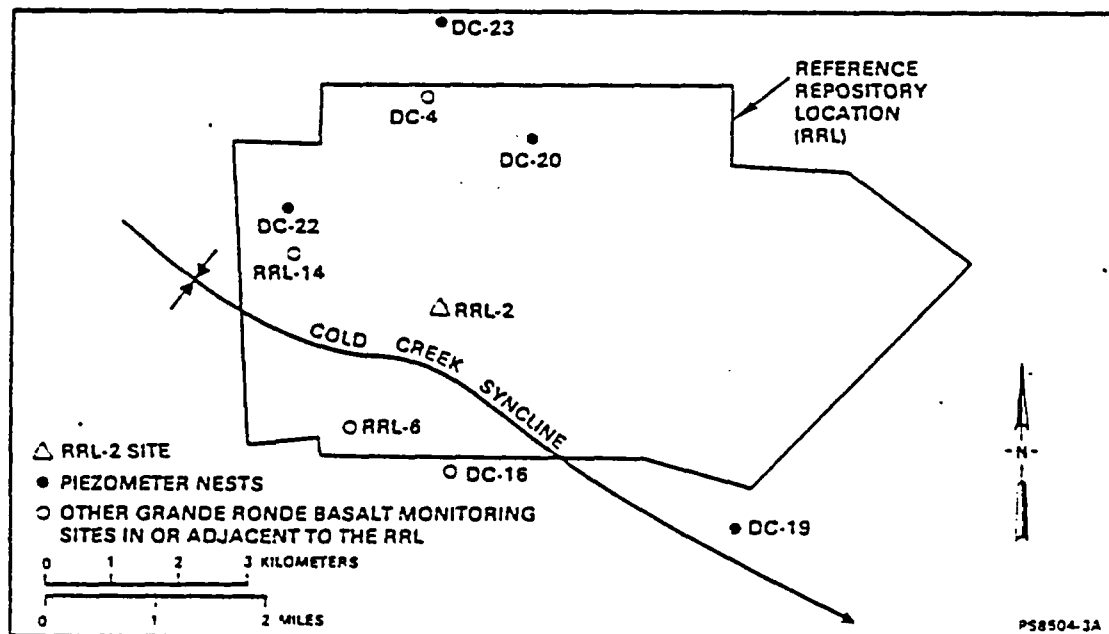 DC-23
REFERENCE
REPOSITORY
LOCATION
(RRL)
DC-4
DC-20
DC-22
RRL-14
RRL-2
COLD CREEK SYNCLINE
RRL-6
DC-16
DC-19
-N-
RRL-2 SITE
PIEZOMETER NESTS
OTHER GRANDE RONDE BASALT MONITORING
SITES IN OR ADJACENT TO THE RRL
0 1 2 3 KILOMETERS
0 1 2 MILES
PS8504-3A